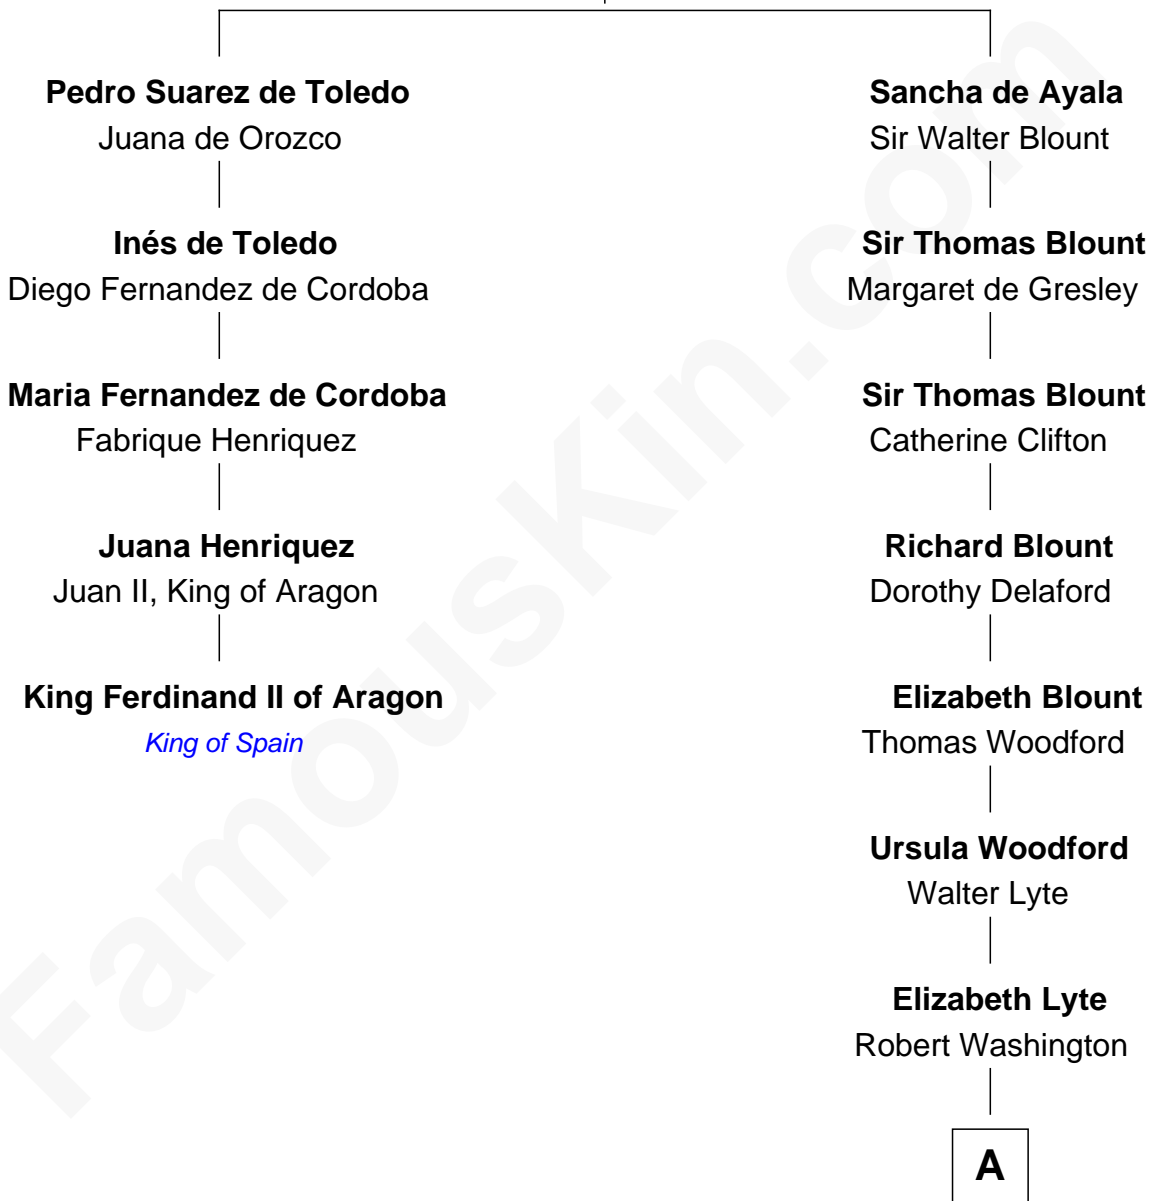 Pedro Suarez de Toledo
Juana de Orozco
Inés de Toledo
Diego Fernandez de Cordoba
Maria Fernandez de Cordoba
Fabrique Henriquez
Juana Henriquez
Juan II, King of Aragon
King Ferdinand II of Aragon
King of Spain
Sancha de Ayala
Sir Walter Blount
Sir Thomas Blount
Margaret de Gresley
Sir Thomas Blount
Catherine Clifton
Richard Blount
Dorothy Delaford
Elizabeth Blount
Thomas Woodford
Ursula Woodford
Walter Lyte
Elizabeth Lyte
Robert Washington
A
FamousKin.com